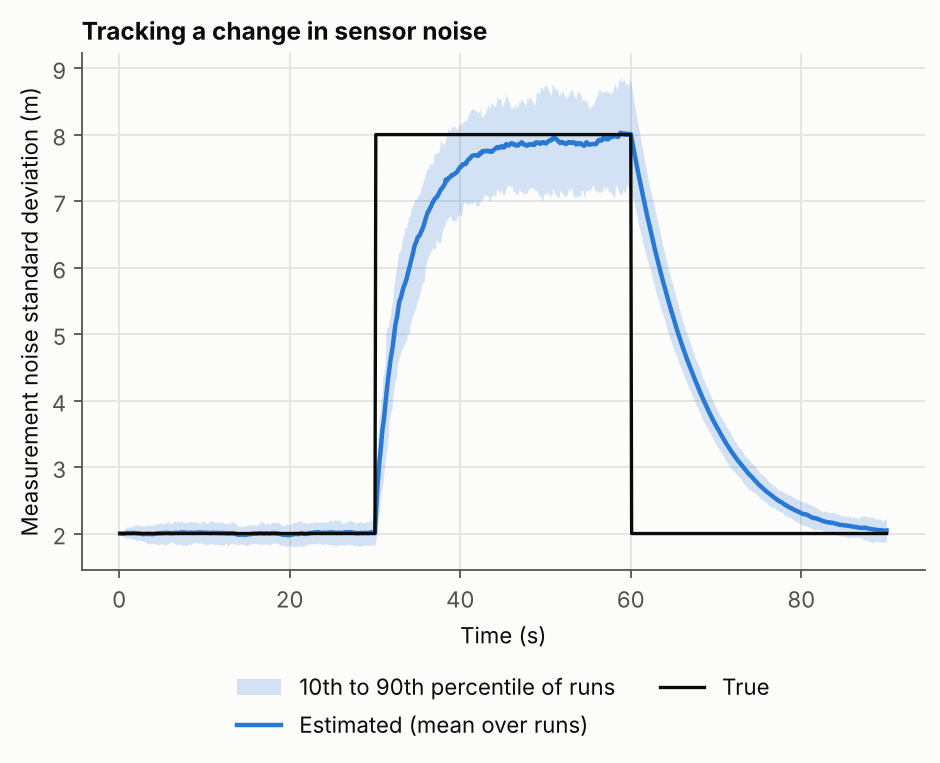 Tracking a change in sensor noise
Measurement noise standard deviation (m)
9
8
7
6
5
4
3
2
0 20 40 60 80
Time (s)
10th to 90th percentile of runs
True
Estimated (mean over runs)